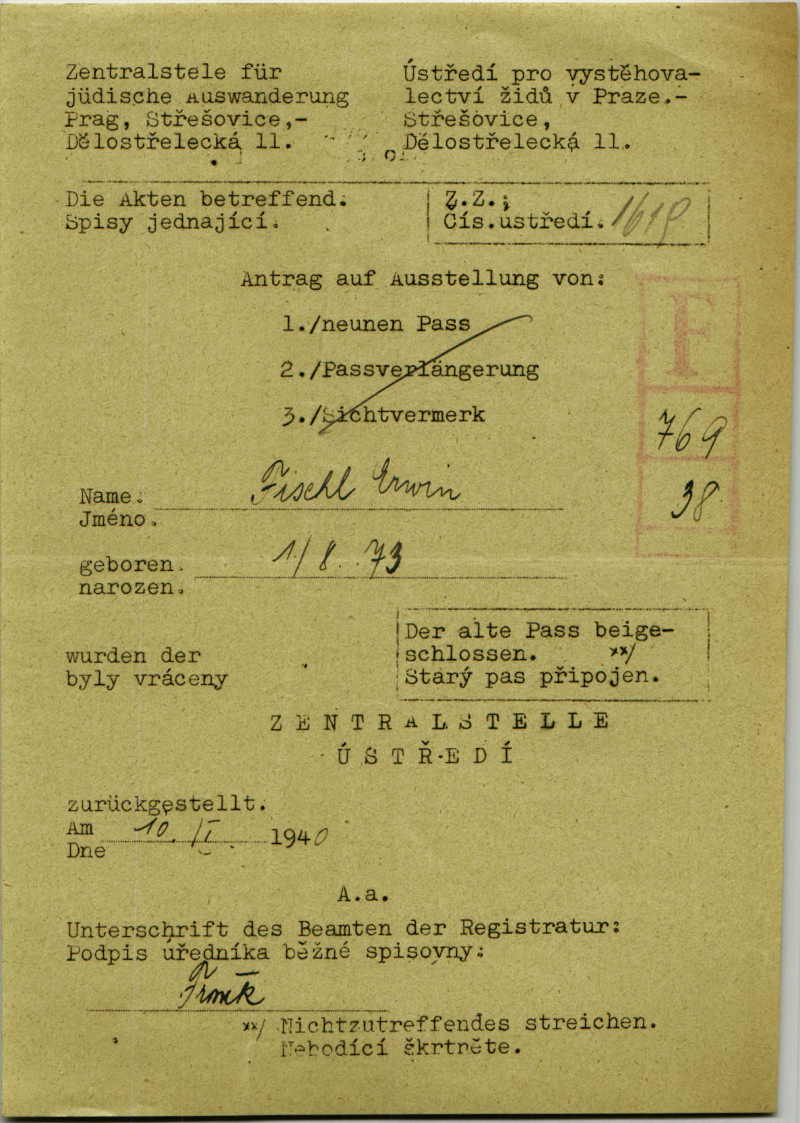 Zentralstele für
jüdische Auswanderung
Prag, Střešovice,-
Dělostřelecká 11.
Ústředí pro vystěhova-
lectví židů v Praze.-
Střešovice,
Dělostřelecká 11.
Die Akten betreffend.
Spisy jednající.
Z.Z.;
Čís.ustředí. 1618
Antrag auf Ausstellung von:
1./neunen Pass
2./Passverlängerung
3./Sichtvermerk
F
769
38
Name. Fischl Erwin
Jméno.
geboren. 1/8.73
narozen.
wurden der
byly vráceny
Der alte Pass beige-
schlossen. xx/
Starý pas připojen.
ZENTRALSTELLE
ÚSTŘEDÍ
zurückgestellt.
Am 10. I. 1940
Dne
A.a.
Unterschrift des Beamten der Registratur:
Podpis úředníka běžné spisovny:
xx/ Nichtzutreffendes streichen.
Nehodící škrtněte.